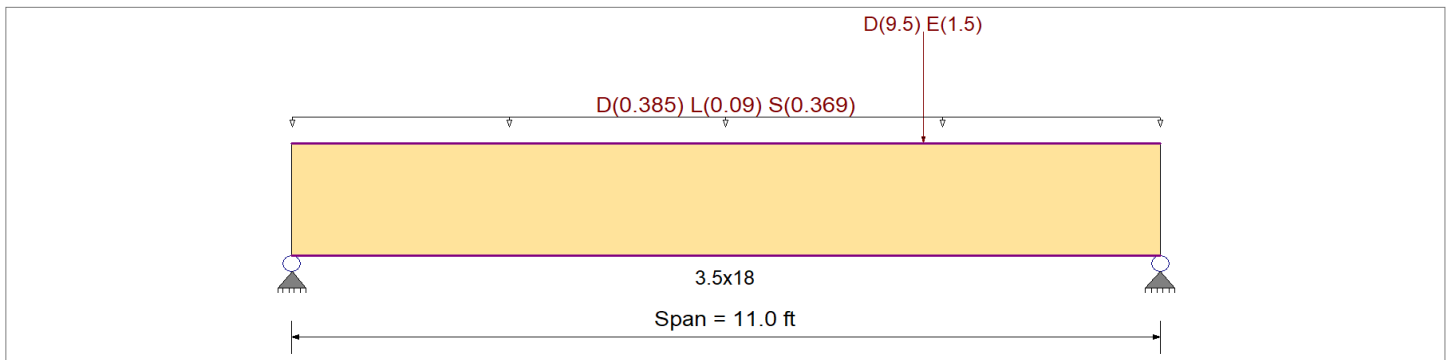 D(9.5) E(1.5)
D(0.385) L(0.09) S(0.369)
3.5x18
Span = 11.0 ft